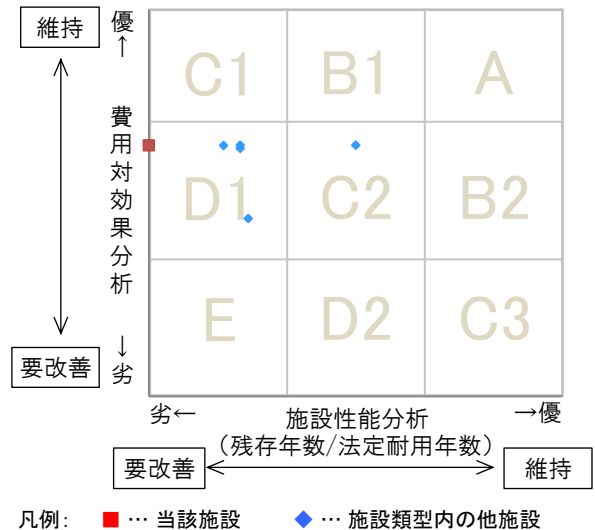 維持
優
↑
費用対効果分析
↓
劣
要改善
C1 B1 A
D1 C2 B2
E D2 C3
劣← 施設性能分析 →優
(残存年数/法定耐用年数)
要改善 維持
凡例: ■ … 当該施設 ◆ … 施設類型内の他施設